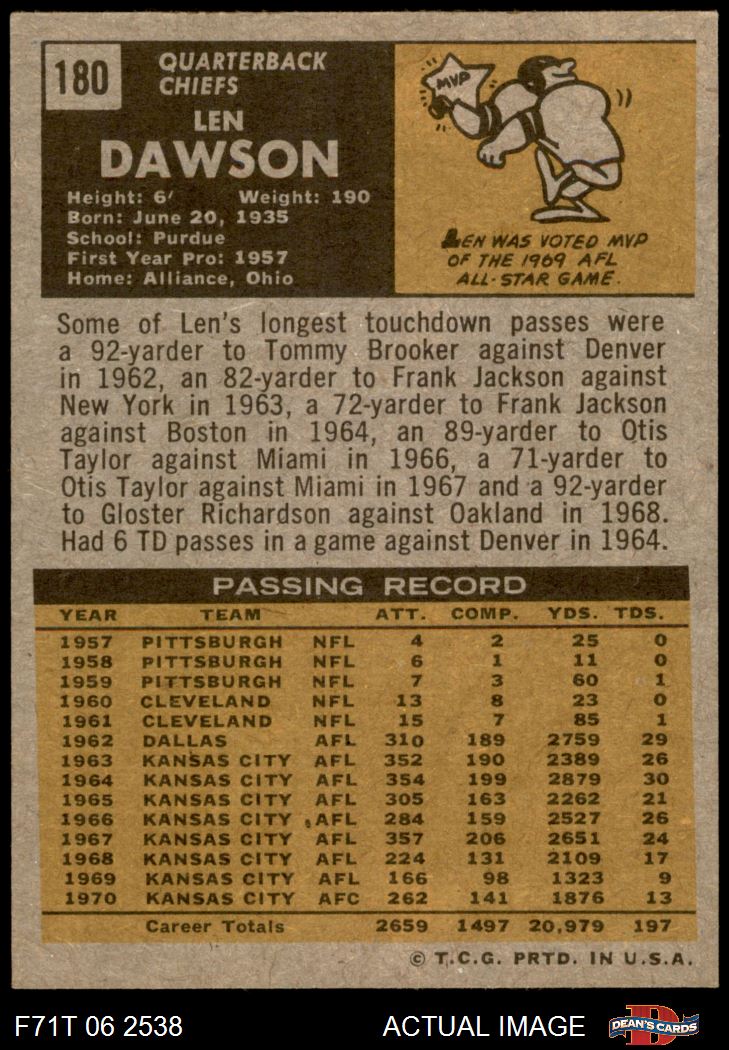 180
QUARTERBACK
CHIEFS
LEN
DAWSON
Height: 6' Weight: 190
Born: June 20, 1935
School: Purdue
First Year Pro: 1957
Home: Alliance, Ohio
MVP
LEN WAS VOTED MVP
OF THE 1969 AFL
ALL-STAR GAME.
Some of Len's longest touchdown passes were
a 92-yarder to Tommy Brooker against Denver
in 1962, an 82-yarder to Frank Jackson against
New York in 1963, a 72-yarder to Frank Jackson
against Boston in 1964, an 89-yarder to Otis
Taylor against Miami in 1966, a 71-yarder to
Otis Taylor against Miami in 1967 and a 92-yarder
to Gloster Richardson against Oakland in 1968.
Had 6 TD passes in a game against Denver in 1964.
PASSING RECORD
YEAR TEAM ATT. COMP. YDS. TDS.
1957 PITTSBURGH NFL 4 2 25 0
1958 PITTSBURGH NFL 6 1 11 0
1959 PITTSBURGH NFL 7 3 60 1
1960 CLEVELAND NFL 13 8 23 0
1961 CLEVELAND NFL 15 7 85 1
1962 DALLAS AFL 310 189 2759 29
1963 KANSAS CITY AFL 352 190 2389 26
1964 KANSAS CITY AFL 354 199 2879 30
1965 KANSAS CITY AFL 305 163 2262 21
1966 KANSAS CITY AFL 284 159 2527 26
1967 KANSAS CITY AFL 357 206 2651 24
1968 KANSAS CITY AFL 224 131 2109 17
1969 KANSAS CITY AFL 166 98 1323 9
1970 KANSAS CITY AFC 262 141 1876 13
Career Totals 2659 1497 20,979 197
© T.C.G. PRTD. IN U.S.A.
F71T 06 2538 ACTUAL IMAGE D DEAN'S CARDS